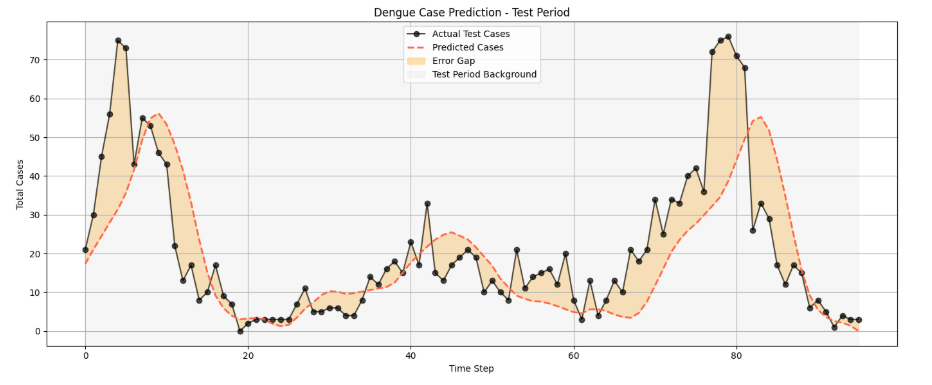 Dengue Case Prediction - Test Period
Actual Test Cases
Predicted Cases
Error Gap
Test Period Background
Total Cases
70
60
50
40
30
20
10
0
0
20
40
60
80
Time Step